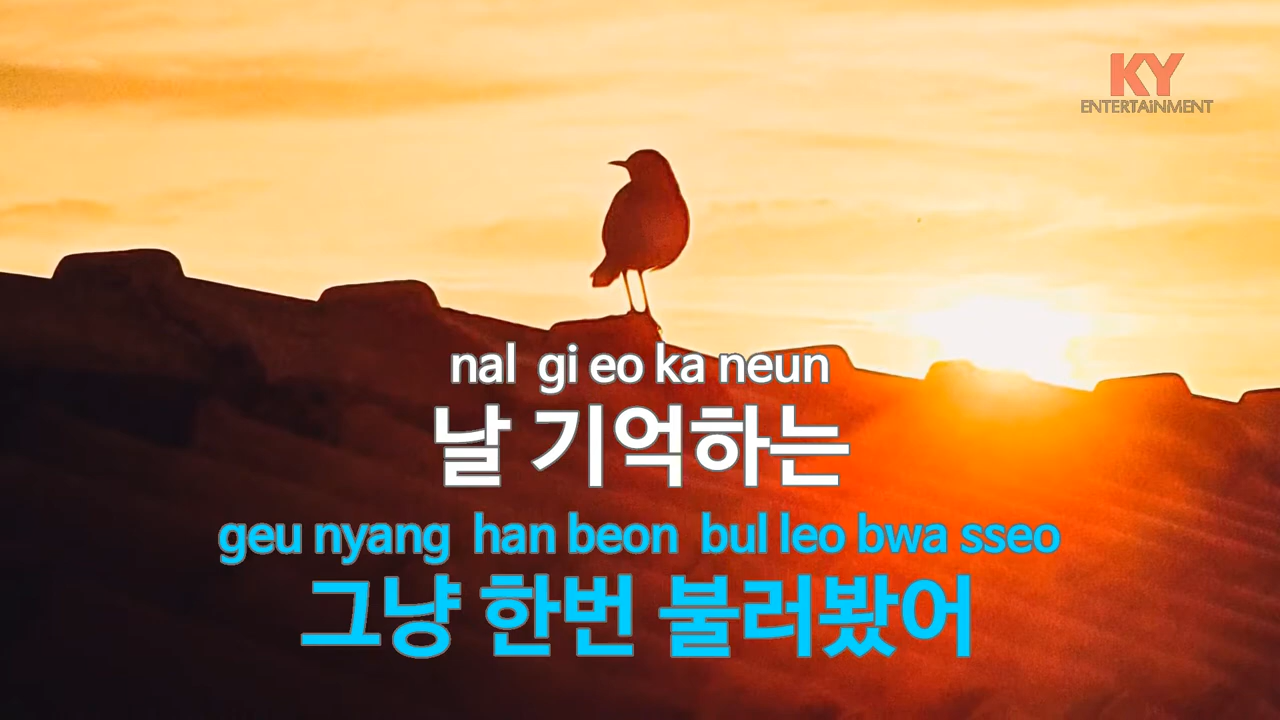 KY
ENTERTAiNMENT
nal gi eo ka neun
날 기억하는
geu nyang han beon bul leo bwa sseo
그냥 한번 불러봤어